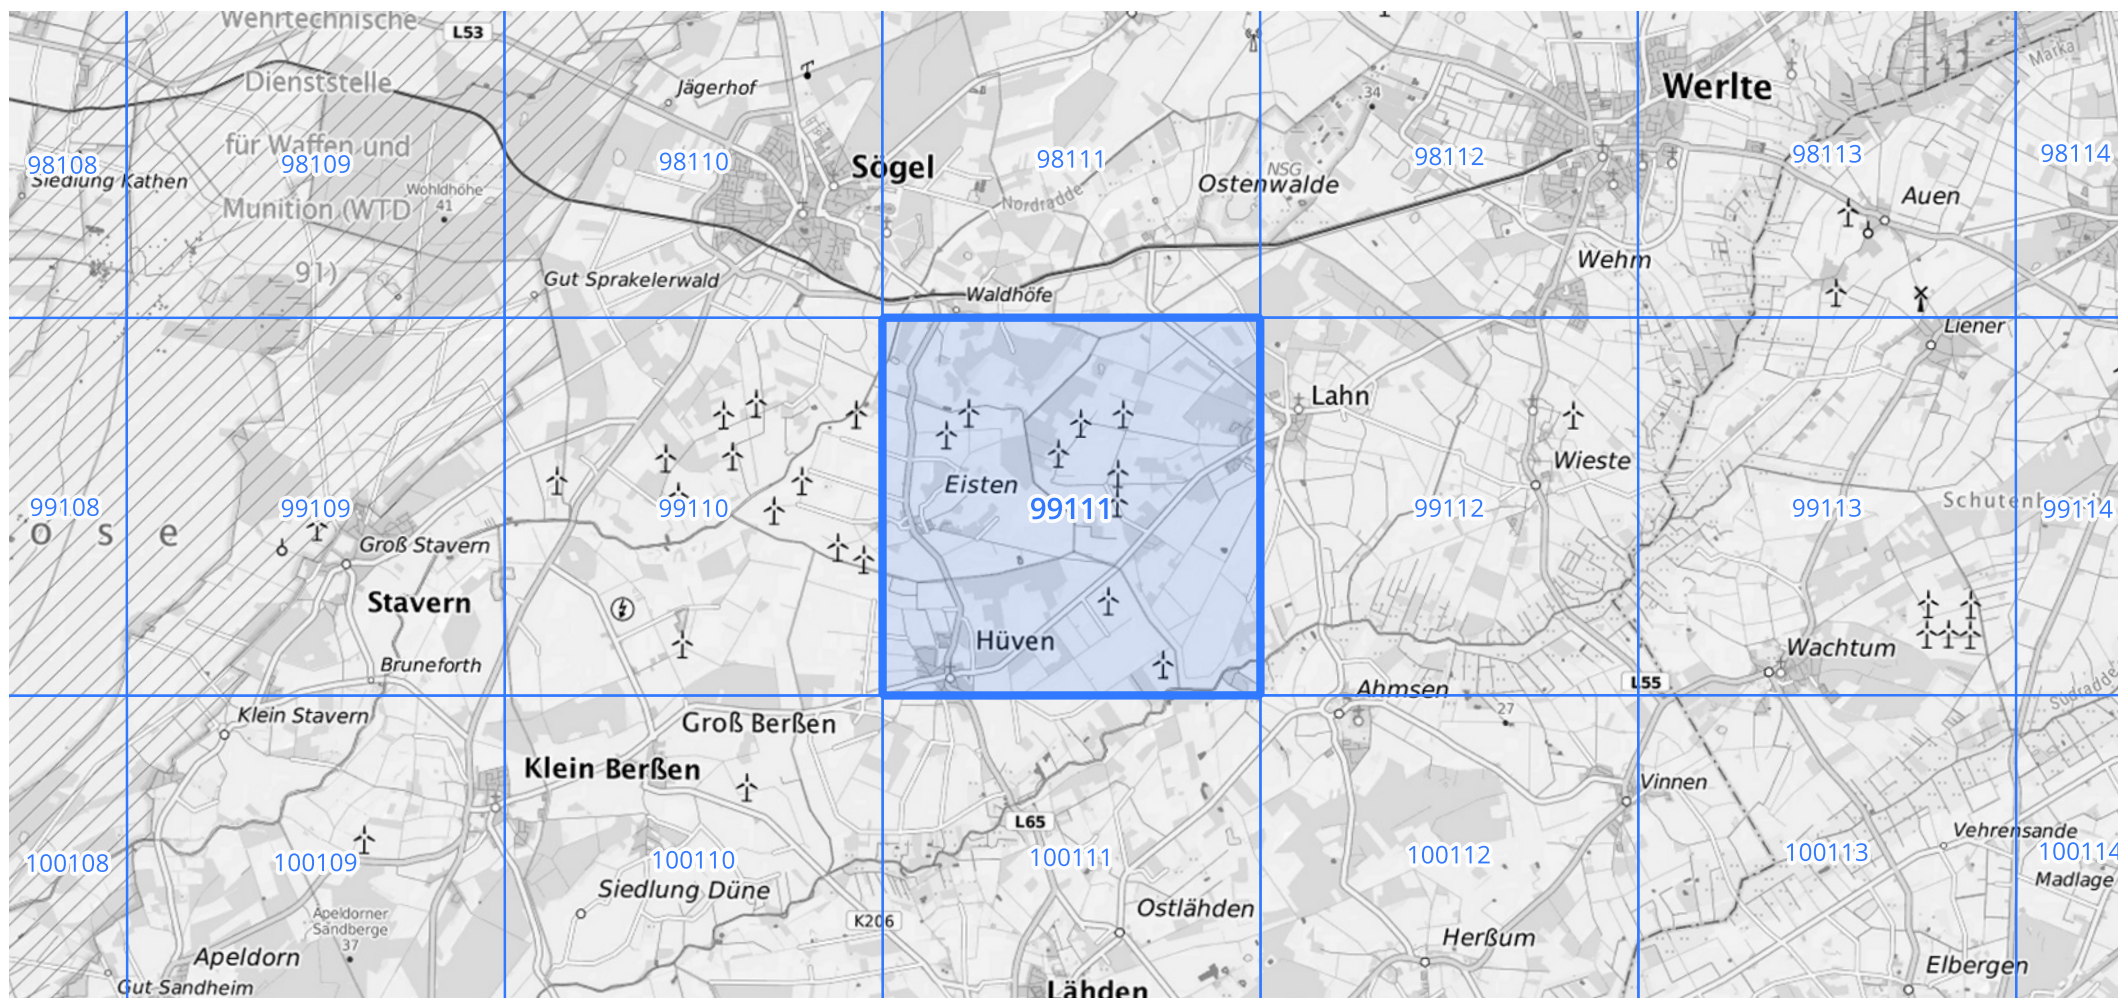 Wehrtechnische
L53
Dienststelle
Jägerhof
Werlte
Marka
34
für Waffen und
98108
98109
98110
Sögel
98111
NSG
98112
98113
98114
Siedlung Kathen
Wohldhöhe
41
Munition (WTD
Nordradde
Ostenwalde
Auen
91)
Gut Sprakelerwald
Waldhöfe
Wehm
Liener
Lahn
Eisten
Wieste
99108
99109
99110
99111
99112
99113
99114
o s e
Groß Stavern
Stavern
Hüven
Wachtum
Bruneforth
L55
Ahmsen
Südradde
Klein Stavern
Groß Berßen
27
Klein Berßen
Vinnen
L65
Vehrensande
100108
100109
100110
100111
100112
100113
100114
Madlage
Siedlung Düne
Apeldorner
Sandberge
37
K206
Ostlähden
Herßum
Apeldorn
Elbergen
Gut Sandheim
Lähden